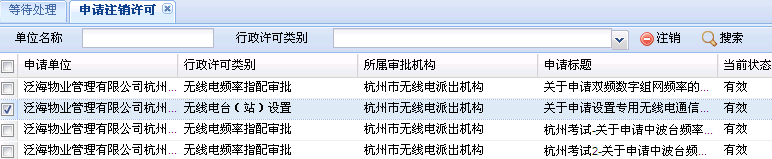 等待处理 申请注销许可
单位名称 行政许可类别 注销 搜索
申请单位 行政许可类别 所属审批机构 申请标题 当前状态
泛海物业管理有限公司杭州... 无线电频率指配审批 杭州市无线电派出机构 关于申请双频数字组网频率的... 有效
泛海物业管理有限公司杭州... 无线电台（站）设置 杭州市无线电派出机构 关于申请设置专用无线电通信... 有效
泛海物业管理有限公司杭州... 无线电频率指配审批 杭州市无线电派出机构 杭州考试-关于申请中波台频率... 有效
泛海物业管理有限公司杭州... 无线电频率指配审批 杭州市无线电派出机构 杭州考试2-关于申请中波台频... 有效